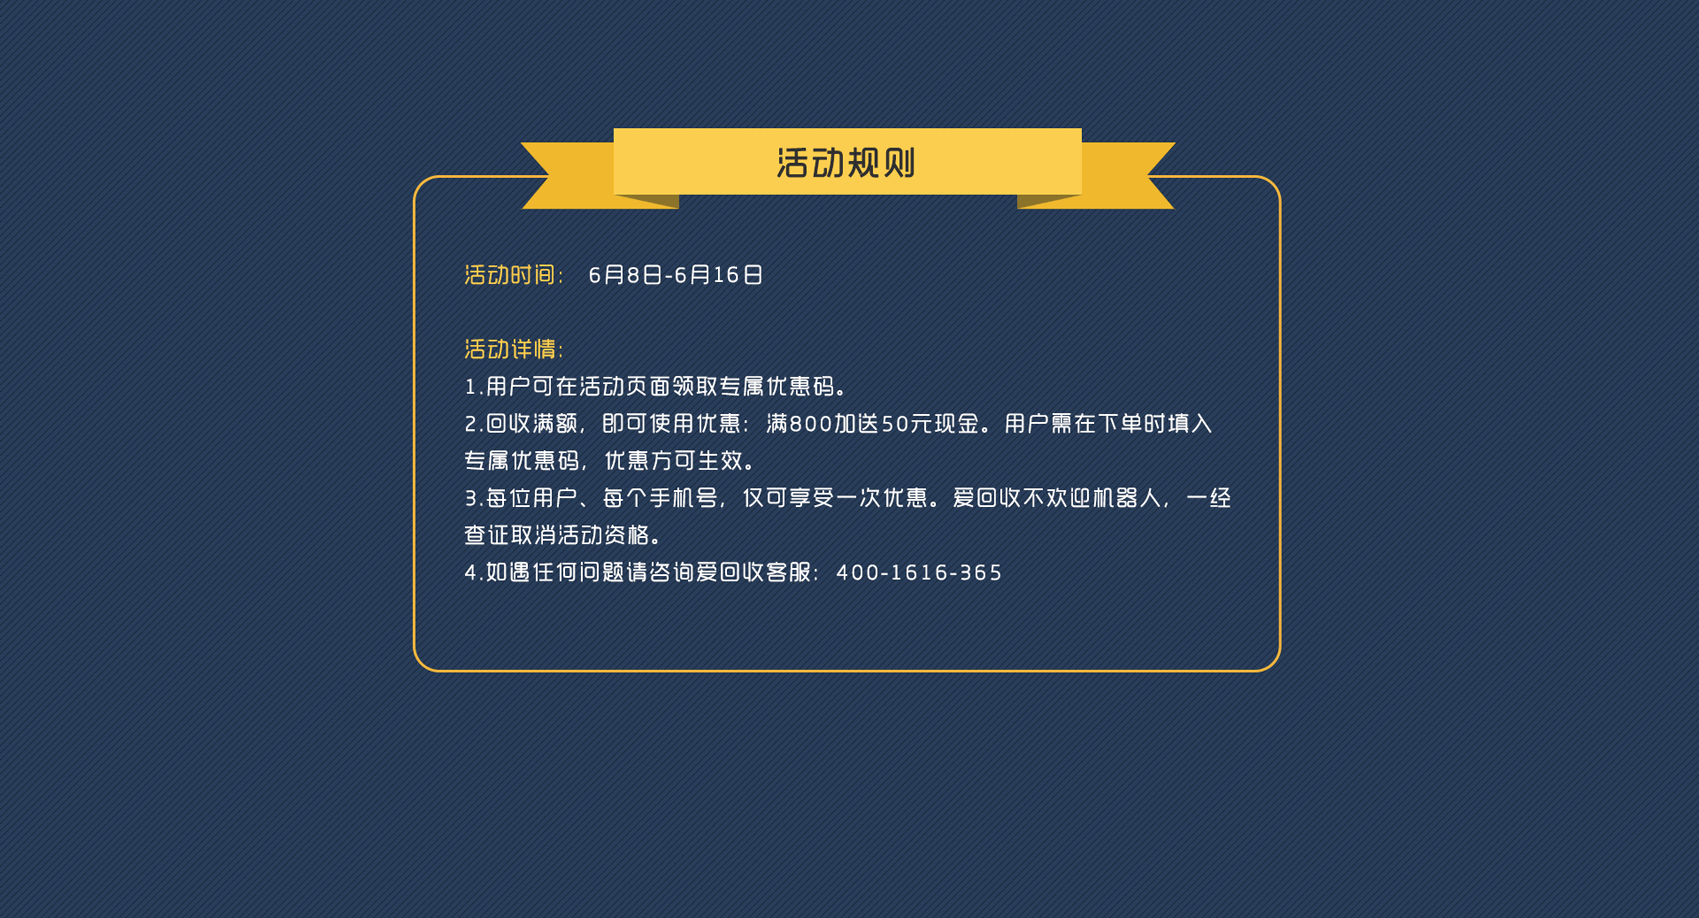 活动规则
活动时间： 6月8日-6月16日
活动详情：
1.用户可在活动页面领取专属优惠码。
2.回收满额，即可使用优惠：满800加送50元现金。用户需在下单时填入
专属优惠码，优惠方可生效。
3.每位用户、每个手机号，仅可享受一次优惠。爱回收不欢迎机器人，一经
查证取消活动资格。
4.如遇任何问题请咨询爱回收客服：400-1616-365